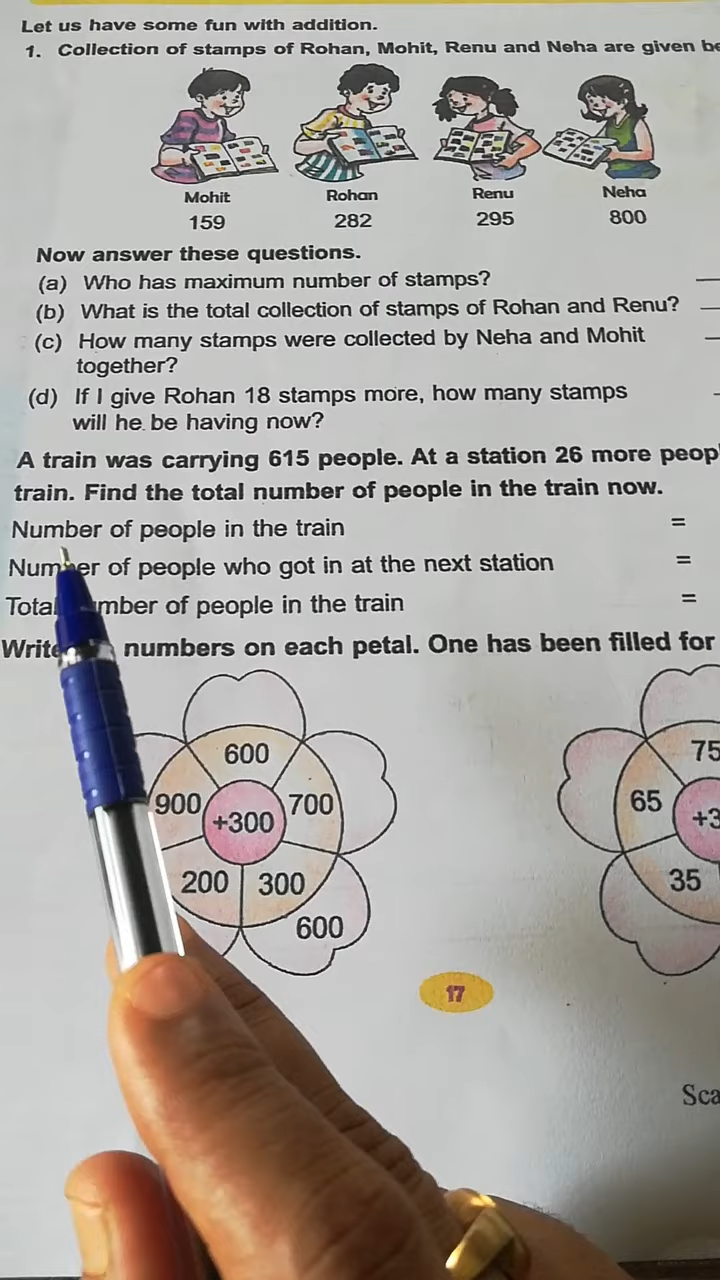 Let us have some fun with addition.
1. Collection of stamps of Rohan, Mohit, Renu and Neha are given be
Mohit Rohan Renu Neha
159 282 295 800
Now answer these questions.
(a) Who has maximum number of stamps?
(b) What is the total collection of stamps of Rohan and Renu?
(c) How many stamps were collected by Neha and Mohit
together?
(d) If I give Rohan 18 stamps more, how many stamps
will he be having now?
A train was carrying 615 people. At a station 26 more peop
train. Find the total number of people in the train now.
Number of people in the train =
Number of people who got in at the next station =
Total number of people in the train =
Write numbers on each petal. One has been filled for
600 75
900 +300 700 65 +3
200 300 35
600
17
Sca